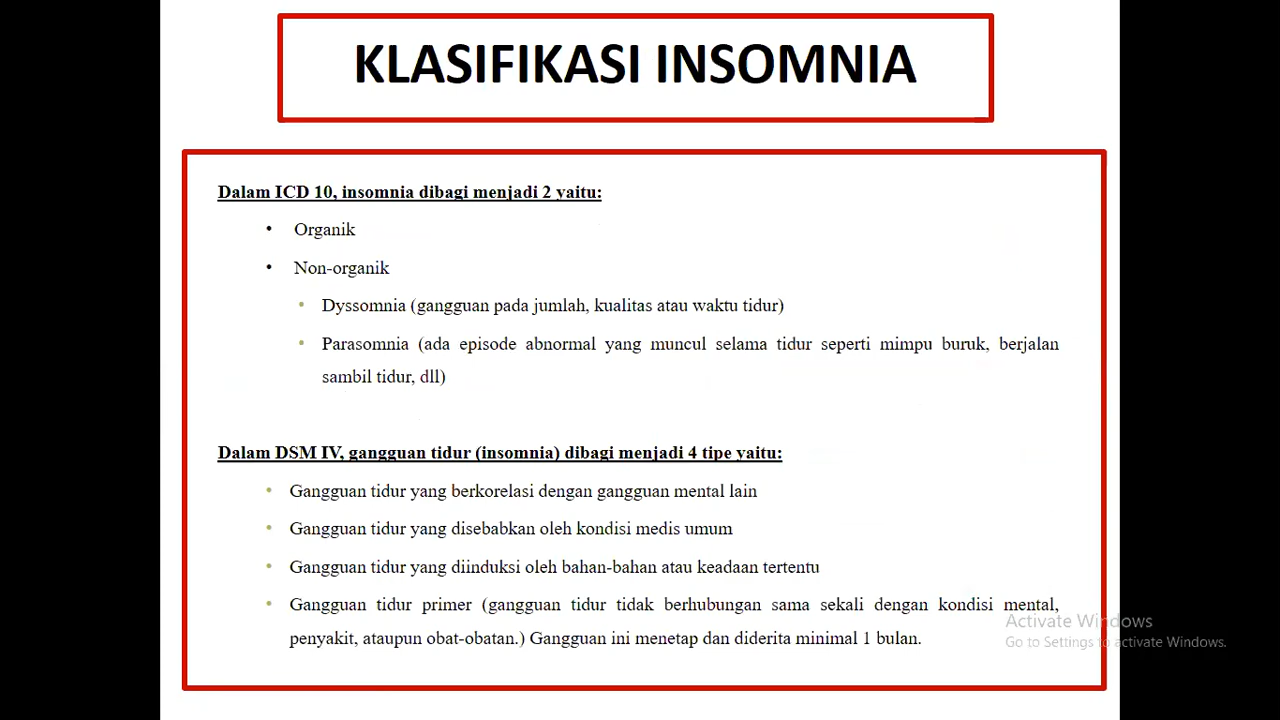 KLASIFIKASI INSOMNIA
Dalam ICD 10, insomnia dibagi menjadi 2 yaitu:
• Organik
• Non-organik
• Dyssomnia (gangguan pada jumlah, kualitas atau waktu tidur)
• Parasomnia (ada episode abnormal yang muncul selama tidur seperti mimpu buruk, berjalan
sambil tidur, dll)
Dalam DSM IV, gangguan tidur (insomnia) dibagi menjadi 4 tipe yaitu:
• Gangguan tidur yang berkorelasi dengan gangguan mental lain
• Gangguan tidur yang disebabkan oleh kondisi medis umum
• Gangguan tidur yang diinduksi oleh bahan-bahan atau keadaan tertentu
• Gangguan tidur primer (gangguan tidur tidak berhubungan sama sekali dengan kondisi mental,
penyakit, ataupun obat-obatan.) Gangguan ini menetap dan diderita minimal 1 bulan.
Activate Windows
Go to Settings to activate Windows.